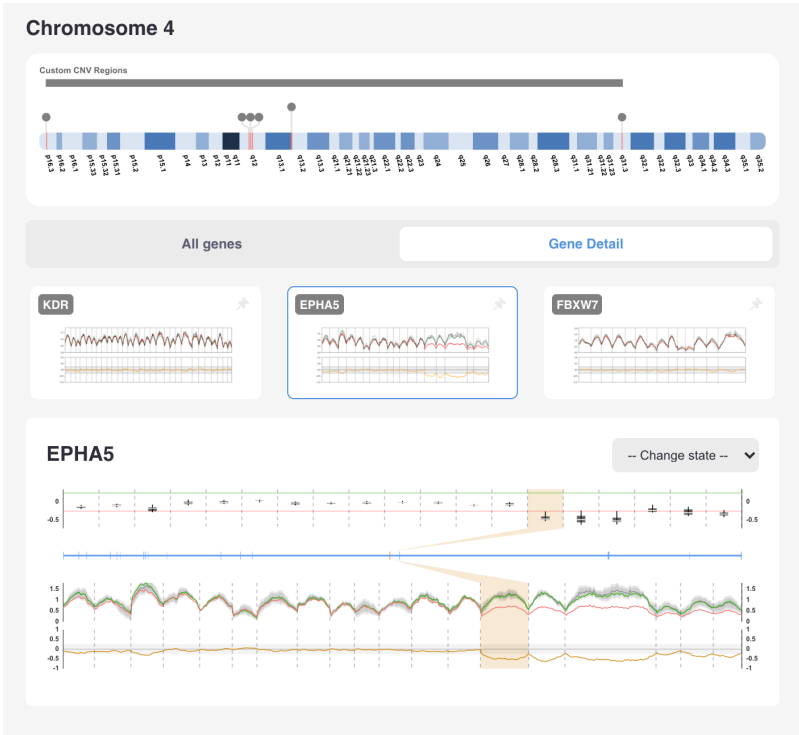 Chromosome 4
Custom CNV Regions
p16.3 p16.2 p16.1 p15.33 p15.32 p15.31 p15.2 p15.1 p14 p13 p12 p11 q11 q12 q13.1 q13.2 q13.3 q21.1 q21.21 q21.22 q21.23 q21.3 q22.1 q22.2 q22.3 q23 q24 q25 q26 q27 q28.1 q28.2 q28.3 q31.1 q31.21 q31.22 q31.23 q31.3 q32.1 q32.2 q32.3 q33 q34.1 q34.2 q34.3 q35.1 q35.2
All genes Gene Detail
KDR EPHA5 FBXW7
EPHA5 -- Change state --
0 0
-0.5 -0.5
1.5 1.5
1 1
0.5 0.5
0 0
1 1
0.5 0.5
0 0
-0.5 -0.5
-1 -1